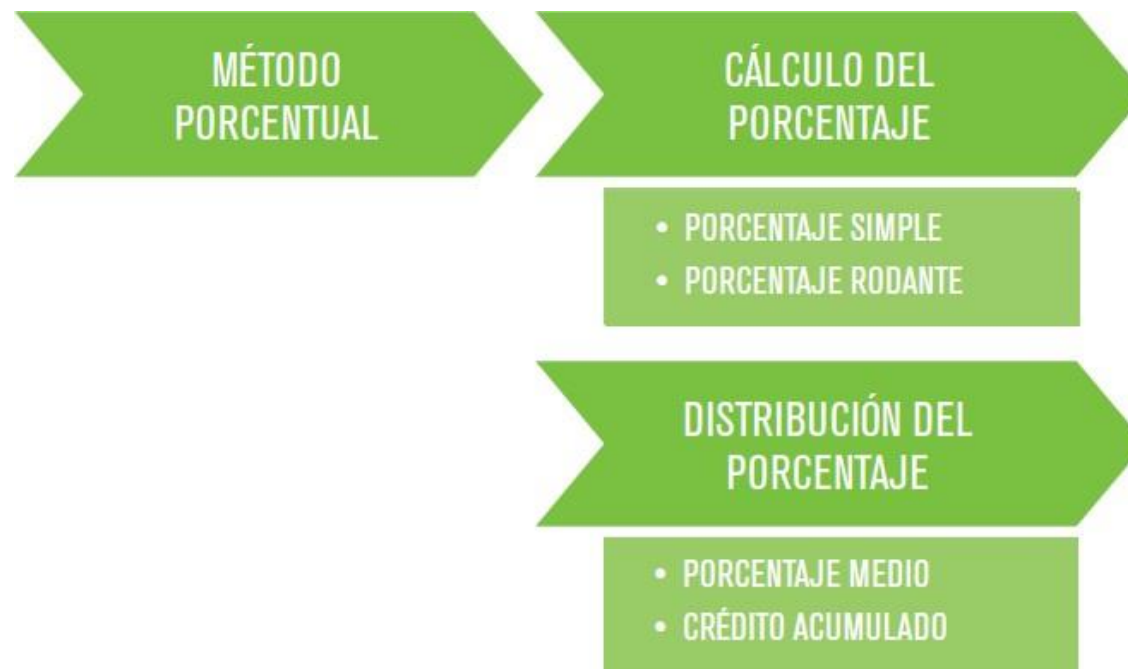 MÉTODO
PORCENTUAL
CÁLCULO DEL
PORCENTAJE
• PORCENTAJE SIMPLE
• PORCENTAJE RODANTE
DISTRIBUCIÓN DEL
PORCENTAJE
• PORCENTAJE MEDIO
• CRÉDITO ACUMULADO